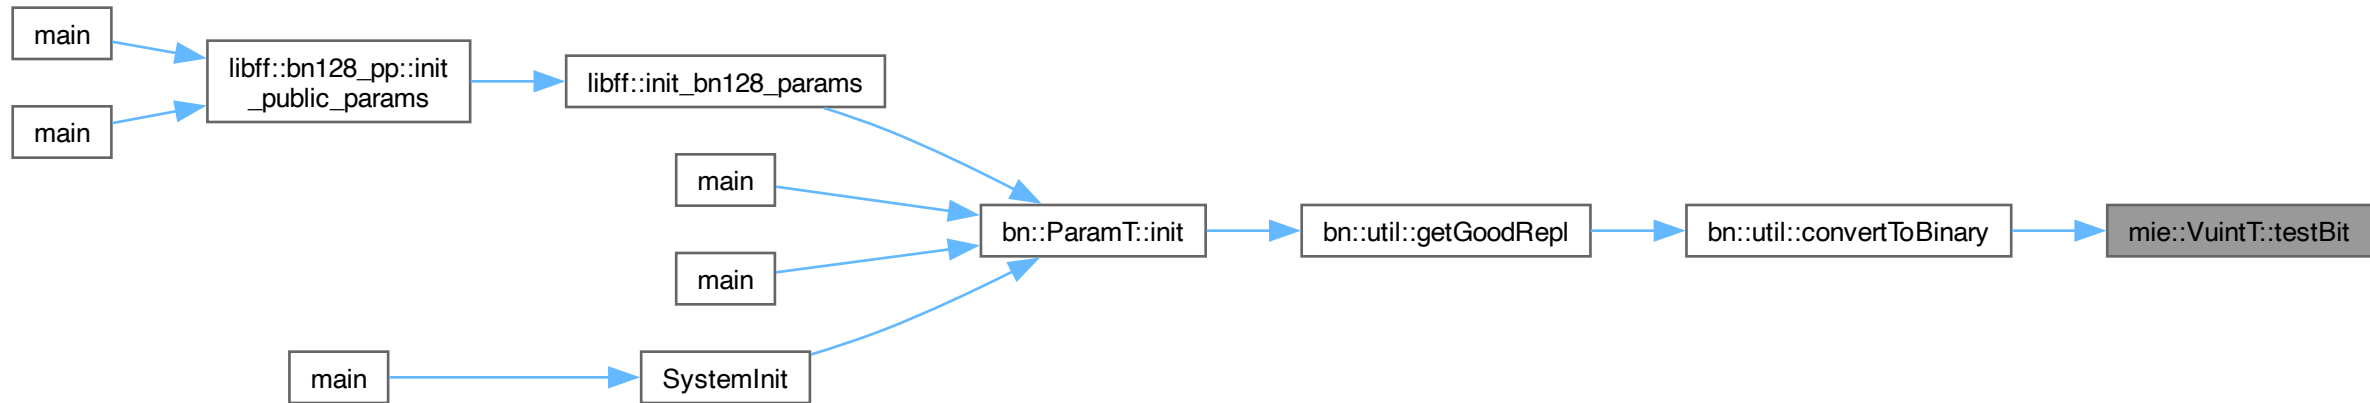 main
libff::bn128_pp::init
_public_params
libff::init_bn128_params
main
main
bn::ParamT::init
bn::util::getGoodRepl
bn::util::convertToBinary
mie::VuintT::testBit
main
main
SystemInit